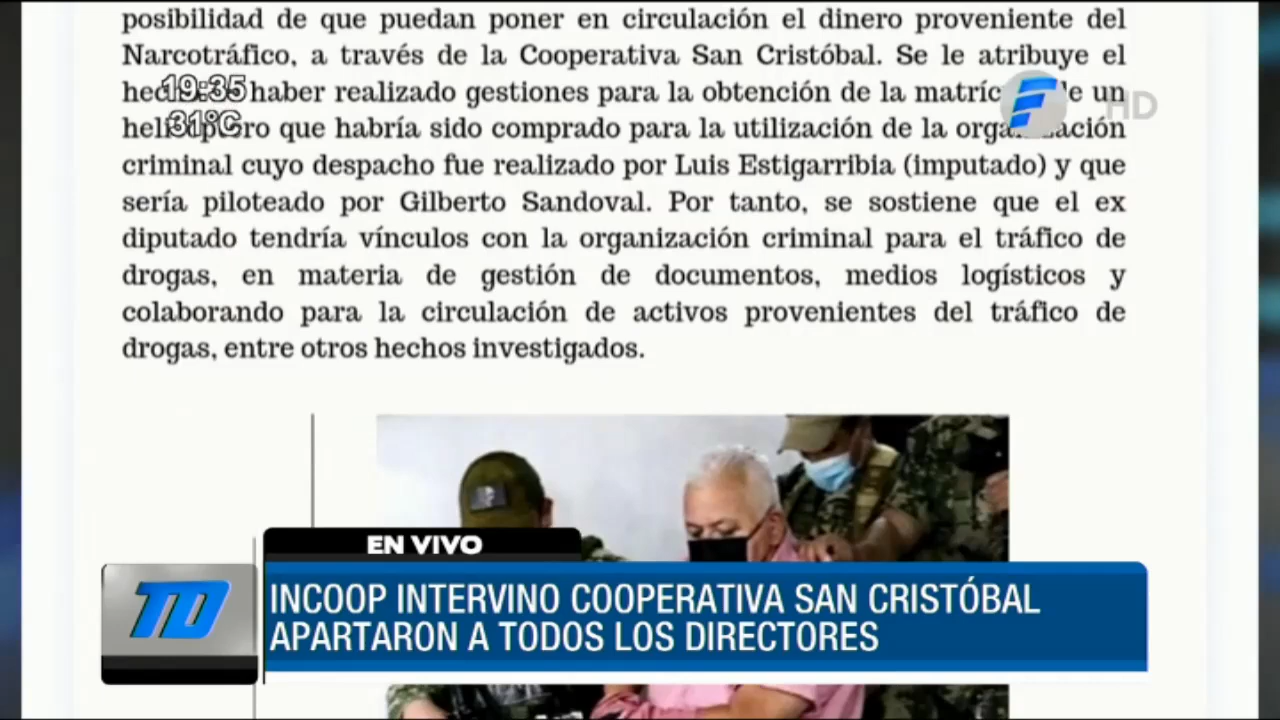 posibilidad de que puedan poner en circulación el dinero proveniente del
Narcotráfico, a través de la Cooperativa San Cristóbal. Se le atribuye el
19:35 haber realizado gestiones para la obtención de la un
31°C que habría sido comprado para la utilización de la
HD
criminal cuyo despacho fue realizado por Luis Estigarribia (imputado) y que
sería piloteado por Gilberto Sandoval. Por tanto, se sostiene que el ex
diputado tendría vínculos con la organización criminal para el tráfico de
drogas, en materia de gestión de documentos, medios logísticos y
colaborando para la circulación de activos provenientes del tráfico de
drogas, entre otros hechos investigados.
EN VIVO
TD
INCOOP INTERVINO COOPERATIVA SAN CRISTÓBAL
APARTARON A TODOS LOS DIRECTORES